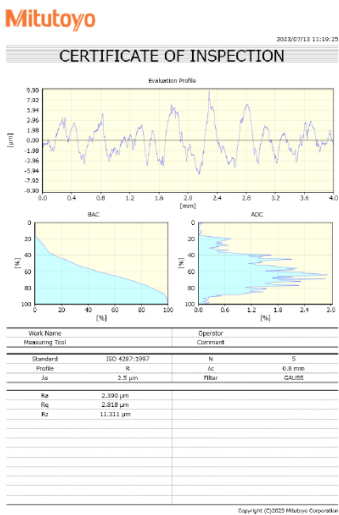 Mitutoyo
2023/07/13 11:19:25
CERTIFICATE OF INSPECTION
Evaluation Profile
9.90
7.92
5.94
3.96
1.98
0.00
-1.98
-3.96
-5.94
-7.92
-9.90
[μm]
0.0 0.4 0.8 1.2 1.6 2.0 2.4 2.8 3.2 3.6 4.0
[mm]
BAC
0
20
40
60
80
100
[%]
0 20 40 60 80 100
[%]
ADC
0
20
40
60
80
100
[%]
0.0 0.6 1.2 1.8 2.4 3.0
[%]
Work Name Operator
Measuring Tool Comment
Standard ISO 4287:1997 N 5
Profile R λc 0.8 mm
λs 2.5 μm Filter GAUSS
Ra 2.390 μm
Rq 2.818 μm
Rz 11.311 μm
Copyright (C)2023 Mitutoyo Corporation